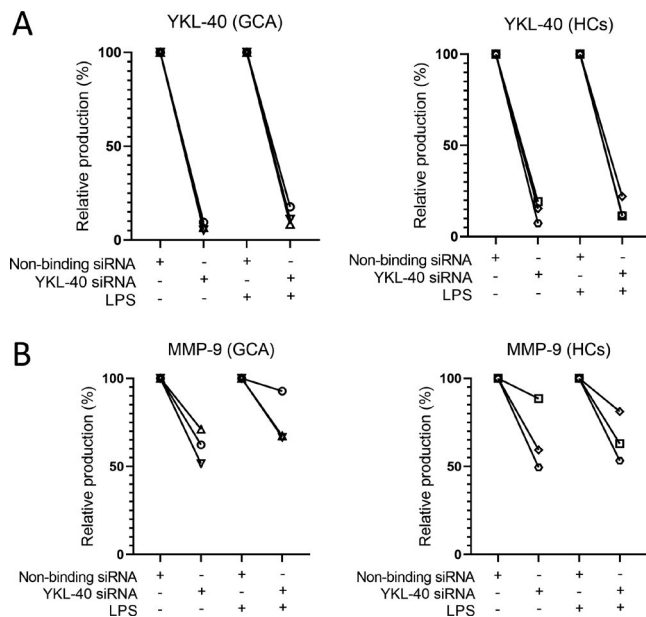 A
YKL-40 (GCA)
YKL-40 (HCs)
Relative production (%)
100
50
0
Relative production (%)
100
50
0
Non-binding siRNA + - + -
YKL-40 siRNA - + - +
LPS - - + +
Non-binding siRNA + - + -
YKL-40 siRNA - + - +
LPS - - + +
B
MMP-9 (GCA)
MMP-9 (HCs)
Relative production (%)
100
50
0
Relative production (%)
100
50
0
Non-binding siRNA + - + -
YKL-40 siRNA - + - +
LPS - - + +
Non-binding siRNA + - + -
YKL-40 siRNA - + - +
LPS - - + +